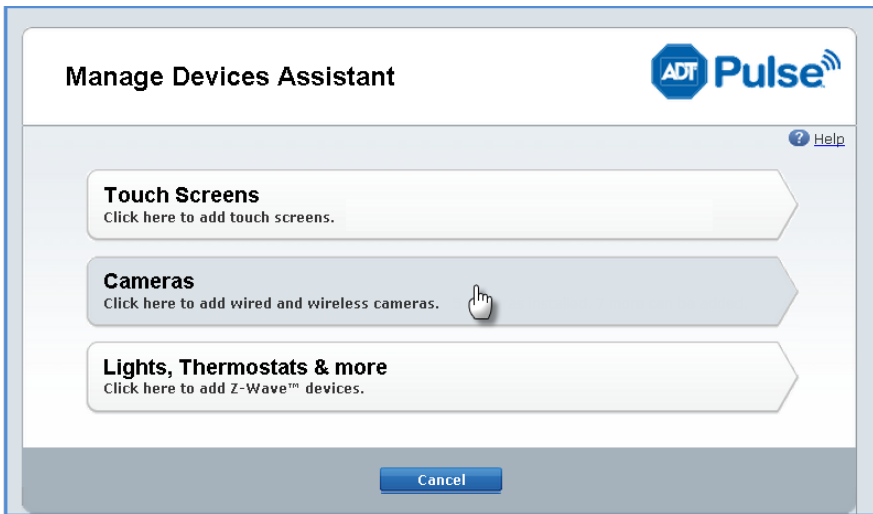 Manage Devices Assistant
ADT Pulse
? Help
Touch Screens
Click here to add touch screens.
Cameras
Click here to add wired and wireless cameras.
Lights, Thermostats & more
Click here to add Z-Wave™ devices.
Cancel